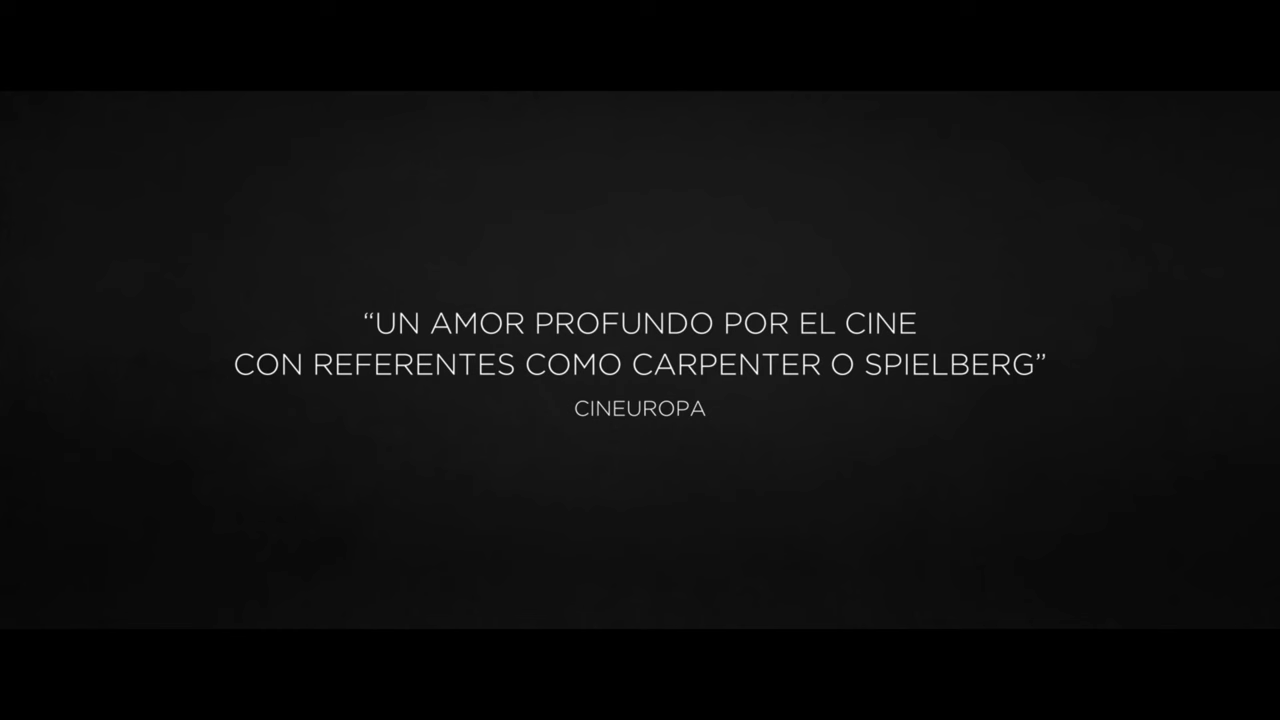 “UN AMOR PROFUNDO POR EL CINE
CON REFERENTES COMO CARPENTER O SPIELBERG”
CINEUROPA